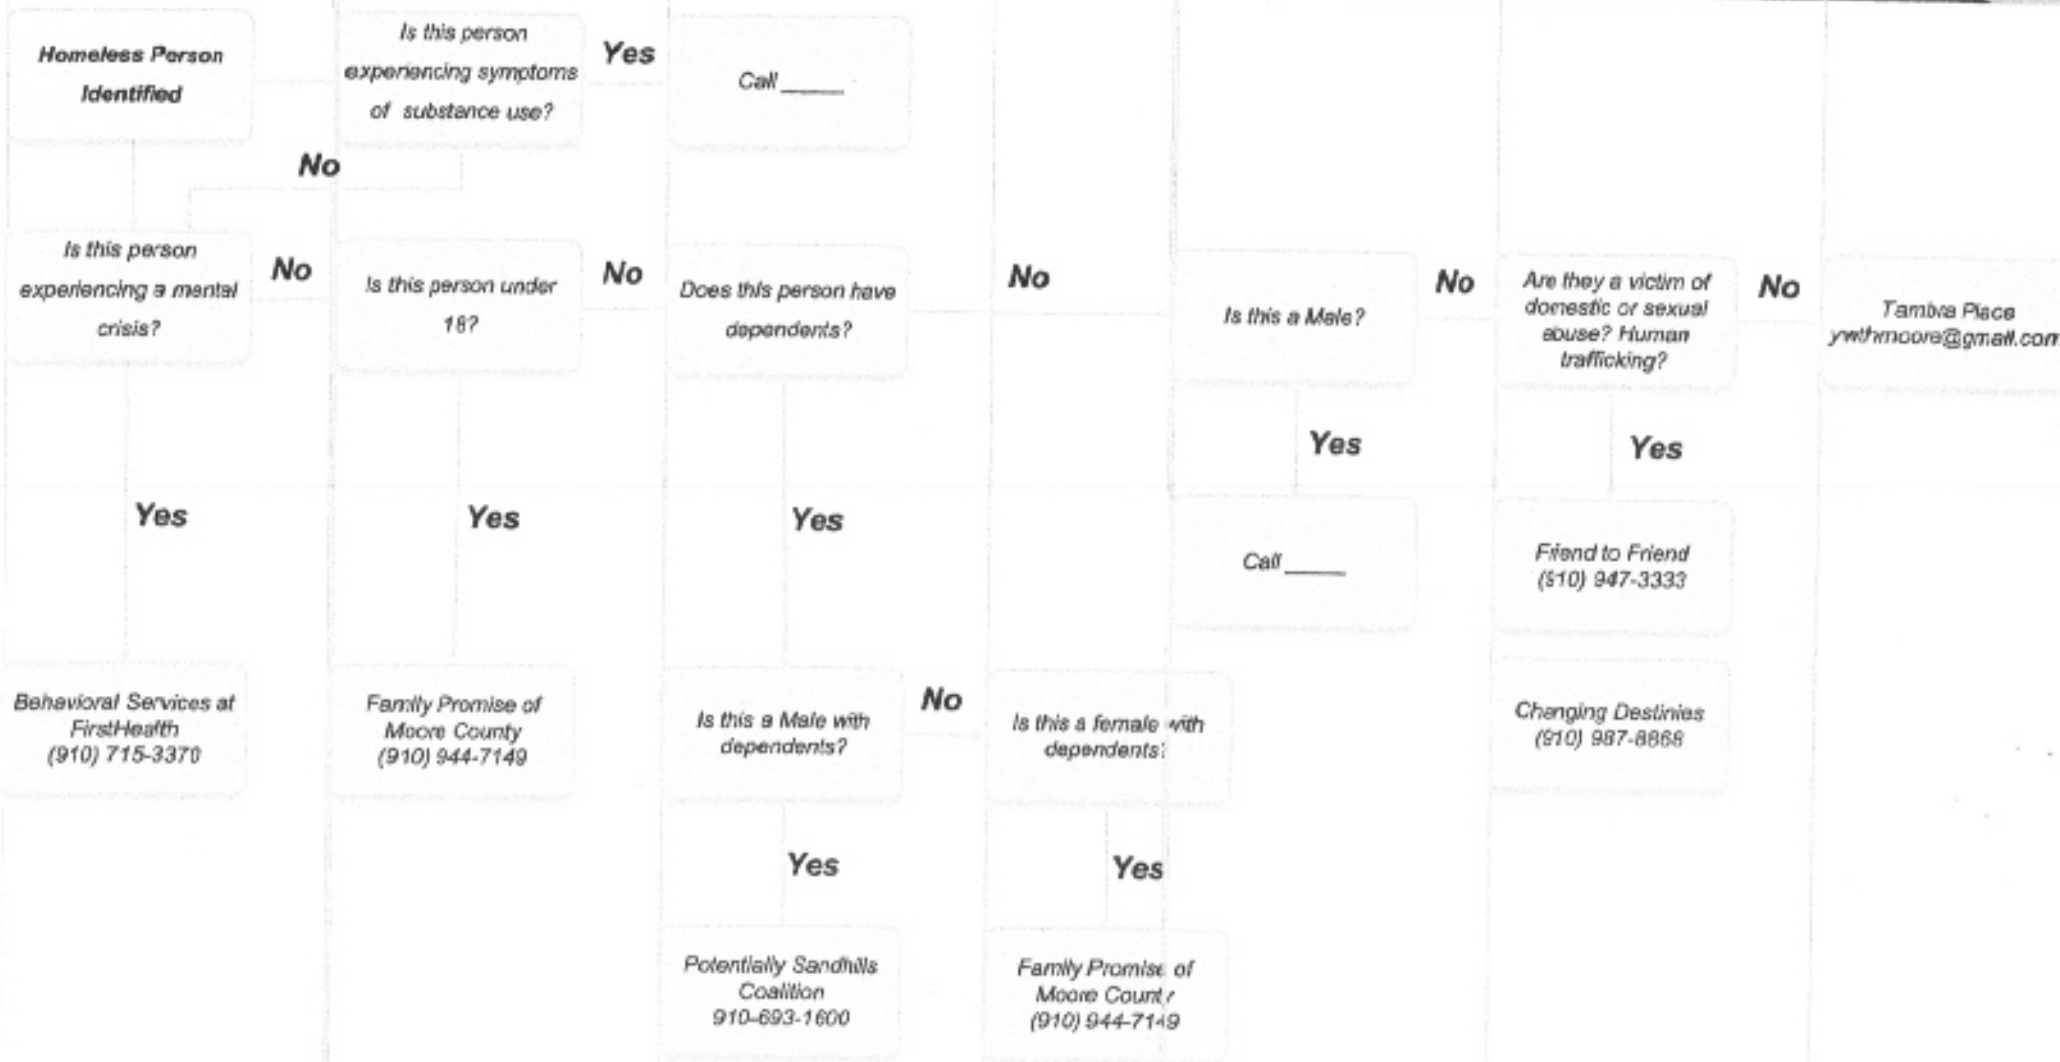 Homeless Person
Identified
Is this person
experiencing symptoms
of substance use?
Yes
Call _____
No
Is this person
experiencing a mental
crisis?
No
Is this person under
18?
No
Does this person have
dependents?
No
Is this a Male?
No
Are they a victim of
domestic or sexual
abuse? Human
trafficking?
No
Tambra Place
ywthmoore@gmail.com
Yes
Yes
Yes
Yes
Yes
Call _____
Friend to Friend
(910) 947-3333
Behavioral Services at
FirstHealth
(910) 715-3370
Family Promise of
Moore County
(910) 944-7149
Is this a Male with
dependents?
No
Is this a female with
dependents?
Changing Destinies
(910) 987-8868
Yes
Yes
Potentially Sandhills
Coalition
910-693-1600
Family Promise of
Moore County
(910) 944-7149